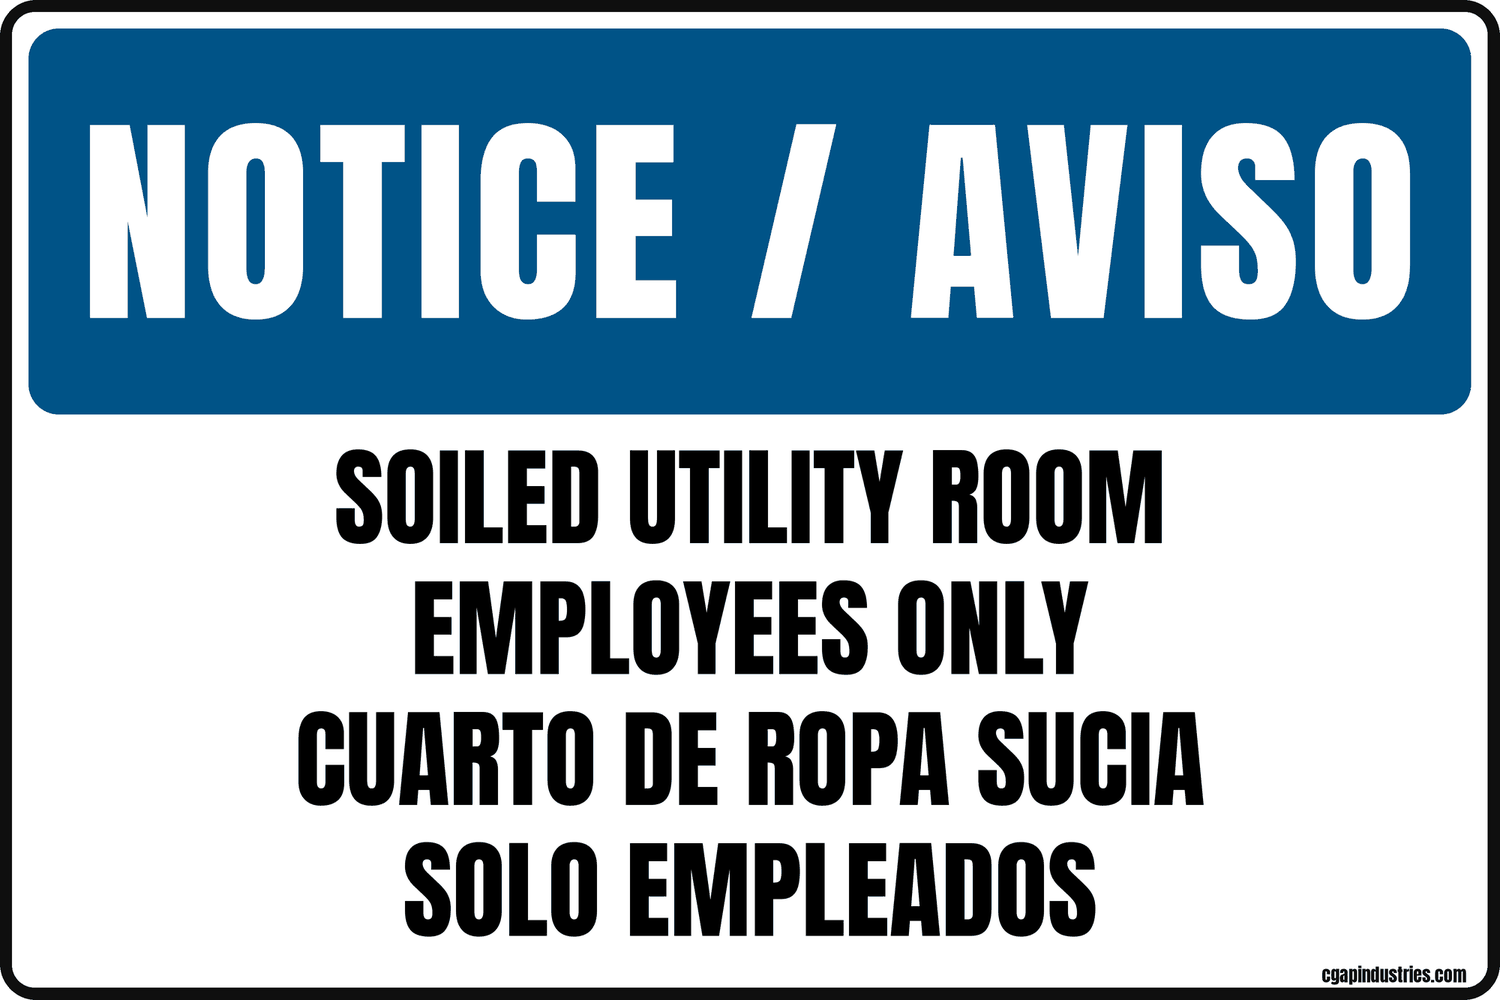 NOTICE / AVISO
SOILED UTILITY ROOM
EMPLOYEES ONLY
CUARTO DE ROPA SUCIA
SOLO EMPLEADOS
cgapindustries.com